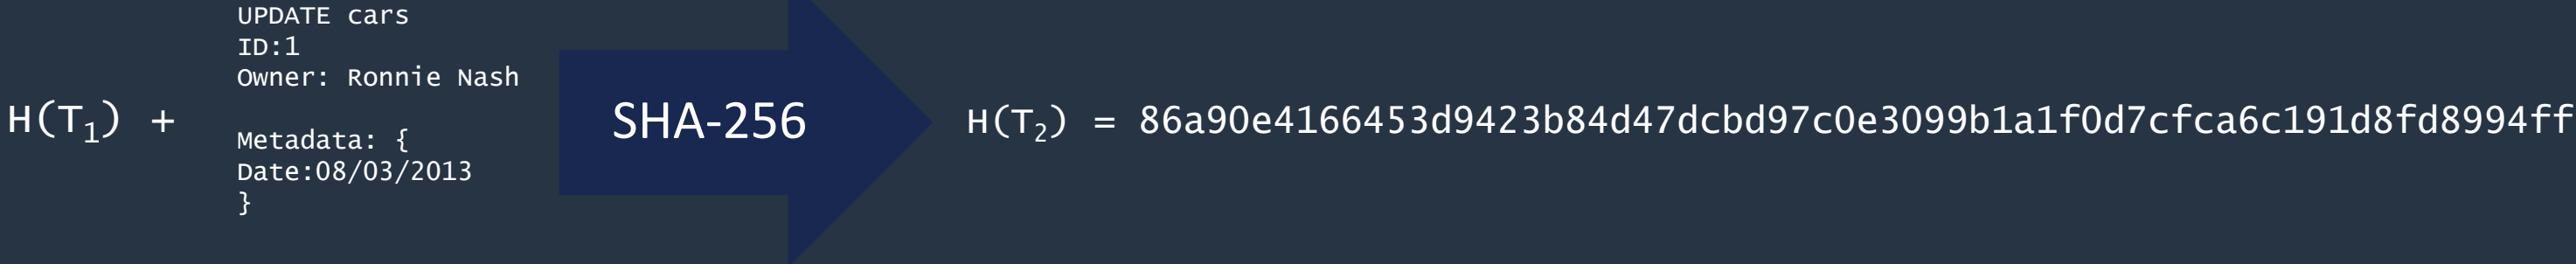 UPDATE cars
ID:1
Owner: Ronnie Nash
H(T₁) +
Metadata: {
Date:08/03/2013
}
SHA-256
H(T₂) = 86a90e4166453d9423b84d47dcbd97c0e3099b1a1f0d7cfca6c191d8fd8994ff